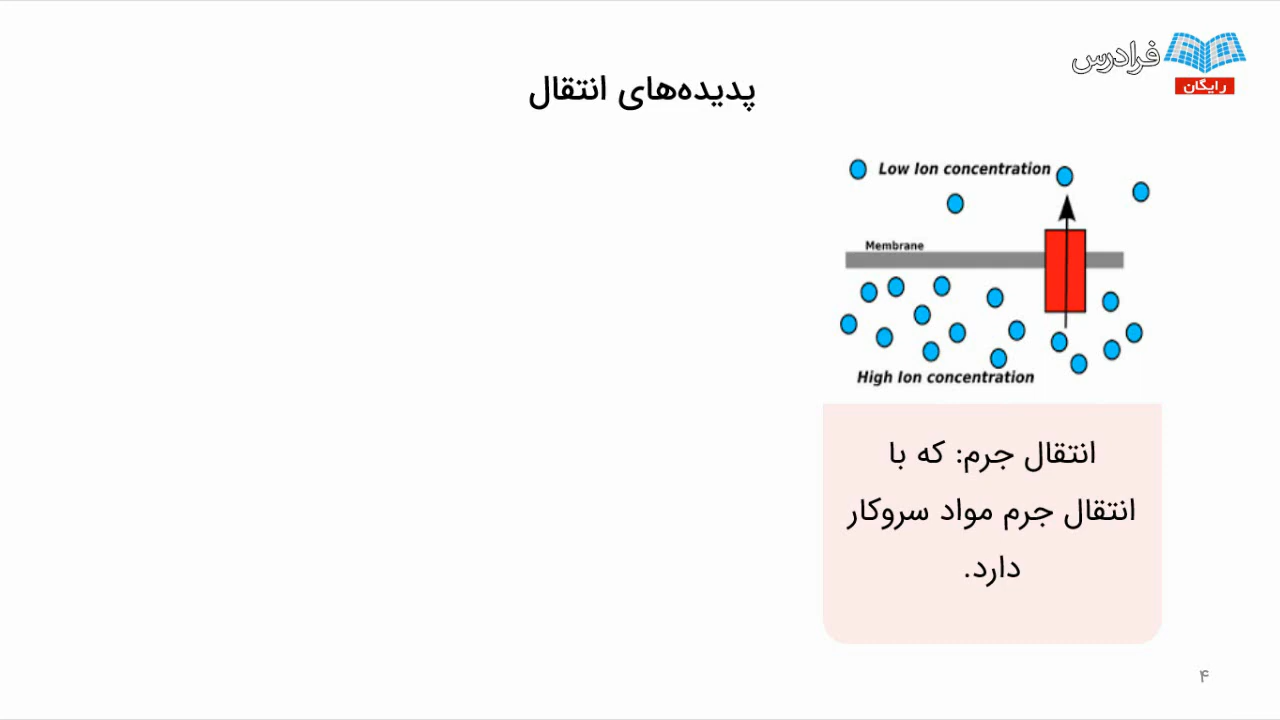 فرادرس
رایگان
پدیده‌های انتقال
Low Ion concentration
Membrane
High Ion concentration
انتقال جرم: که با
انتقال جرم مواد سروکار
دارد.
۴